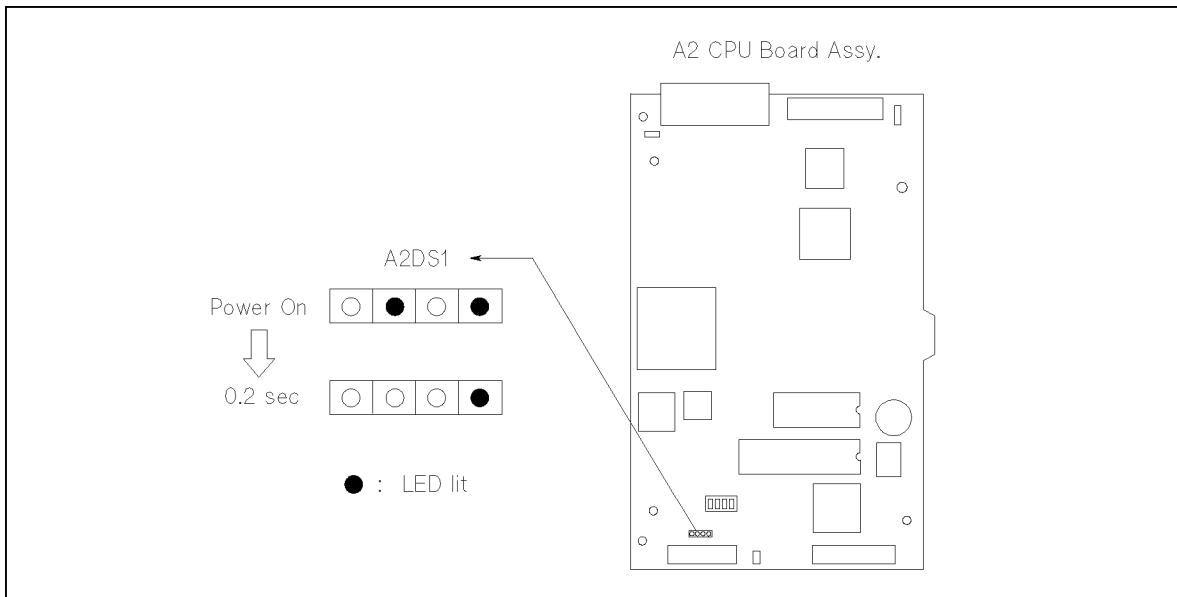 A2 CPU Board Assy.
A2DS1
Power On
0.2 sec
: LED lit